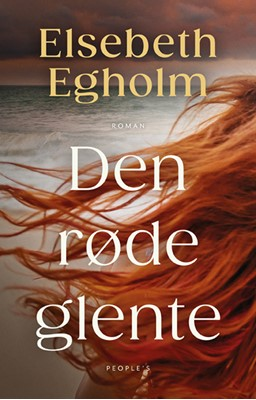 Elsebeth
Egholm
ROMAN
Den
røde
glente
PEOPLE'S